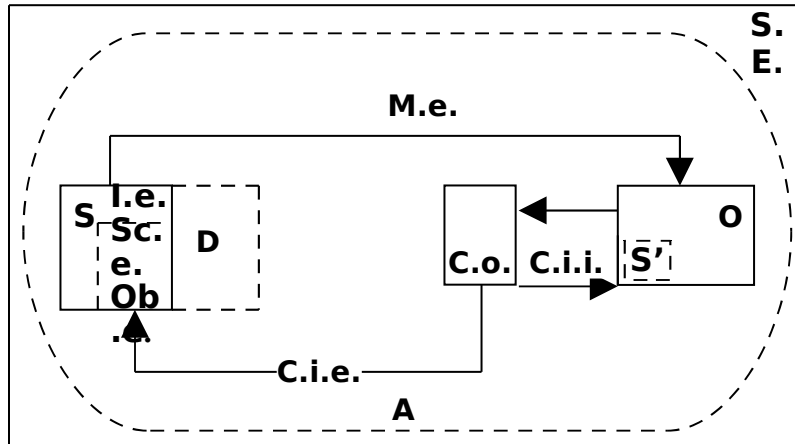 S.
E.
M.e.
I.e.
S
Sc.
e.
Ob
.e.
D
O
C.o.
C.i.i.
S’
C.i.e.
A